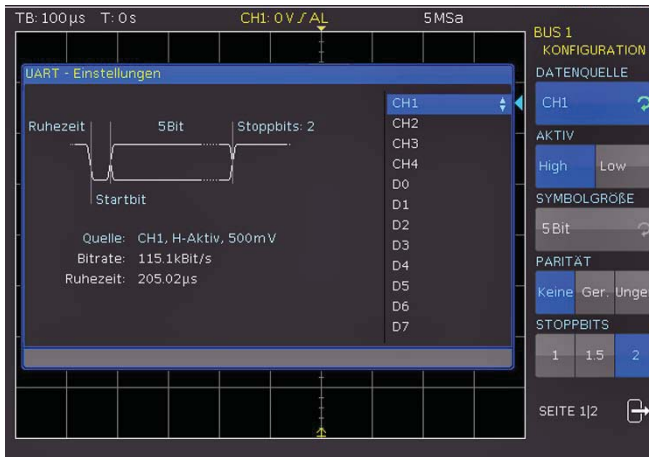 TB: 100µs T: 0s CH1: 0V / AL 5MSa
UART - Einstellungen
Ruhezeit 5Bit Stoppbits: 2
Startbit
Quelle: CH1, H-Aktiv, 500mV
Bitrate: 115.1kBit/s
Ruhezeit: 205.02µs
CH1
CH2
CH3
CH4
D0
D1
D2
D3
D4
D5
D6
D7
BUS 1
KONFIGURATION
DATENQUELLE
CH1
AKTIV
High Low
SYMBOLGRÖßE
5Bit
PARITÄT
Keine Ger. Unge
STOPPBITS
1 1.5 2
SEITE 1|2